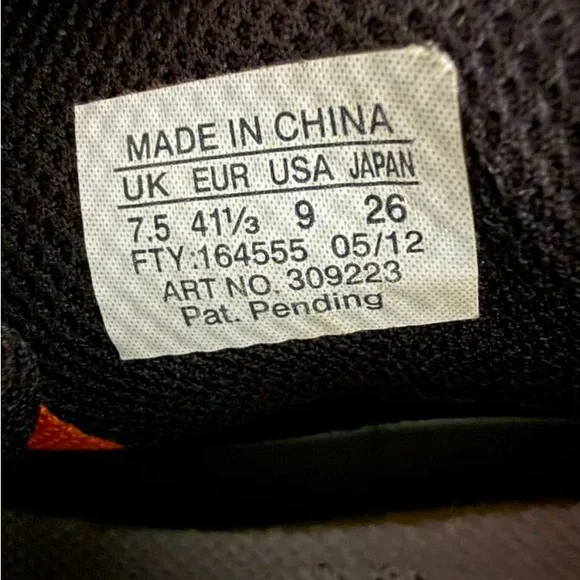 MADE IN CHINA
UK EUR USA JAPAN
7.5 41⅓ 9 26
FTY:164555 05/12
ART NO. 309223
Pat. Pending